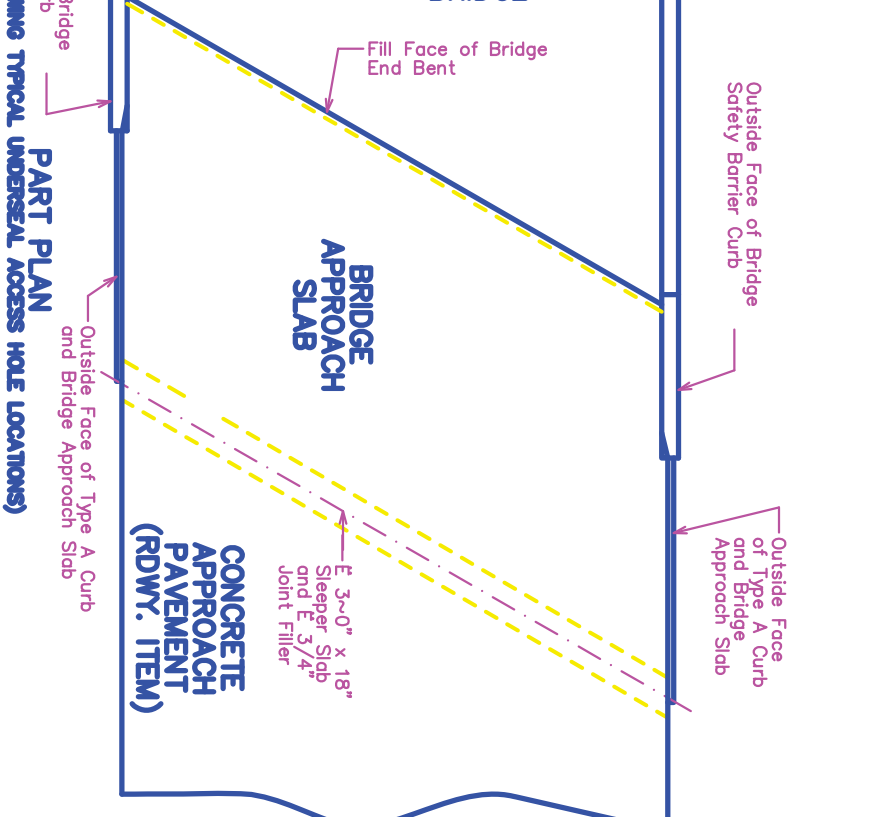 Fill Face of Bridge
End Bent
Outside Face of Bridge
Safety Barrier Curb
Bridge
PART PLAN
TYPICAL UNDERSEAL ACCESS HOLE LOCATIONS)
BRIDGE
APPROACH
SLAB
Outside Face of Type A Curb
and Bridge Approach Slab
CONCRETE
APPROACH
PAVEMENT
(RDWY. ITEM)
E 3~0” x 18”
Sleeper Slab
and E 3/4”
Joint Filler
Outside Face
of Type A Curb
and Bridge
Approach Slab